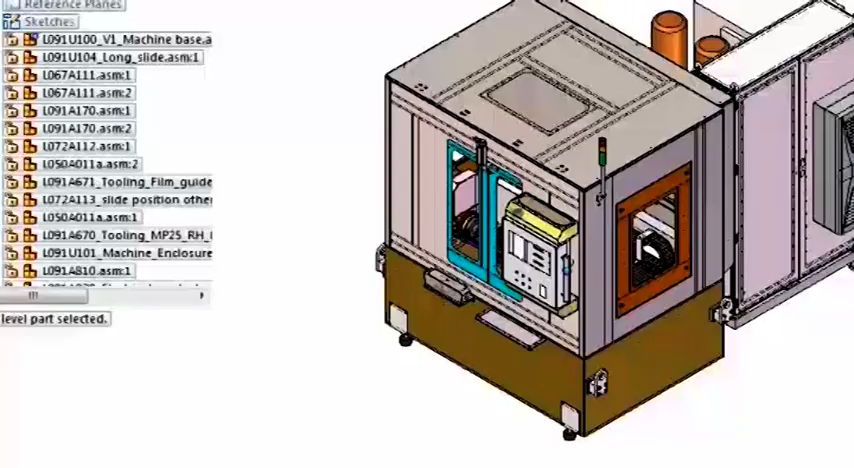 Reference Planes
Sketches
L091U100_V1_Machine base.a
L091U104_Long_slide.asm:1
L067A111.asm:1
L067A111.asm:2
L091A170.asm:1
L091A170.asm:2
L072A112.asm:1
L050A011a.asm:2
L091A671_Tooling_Film_guide
L072A113_slide position other
L050A011a.asm:1
L091A670_Tooling_MP25_RH_
L091U101_Machine_Enclosure
L091A810.asm:1
level part selected.